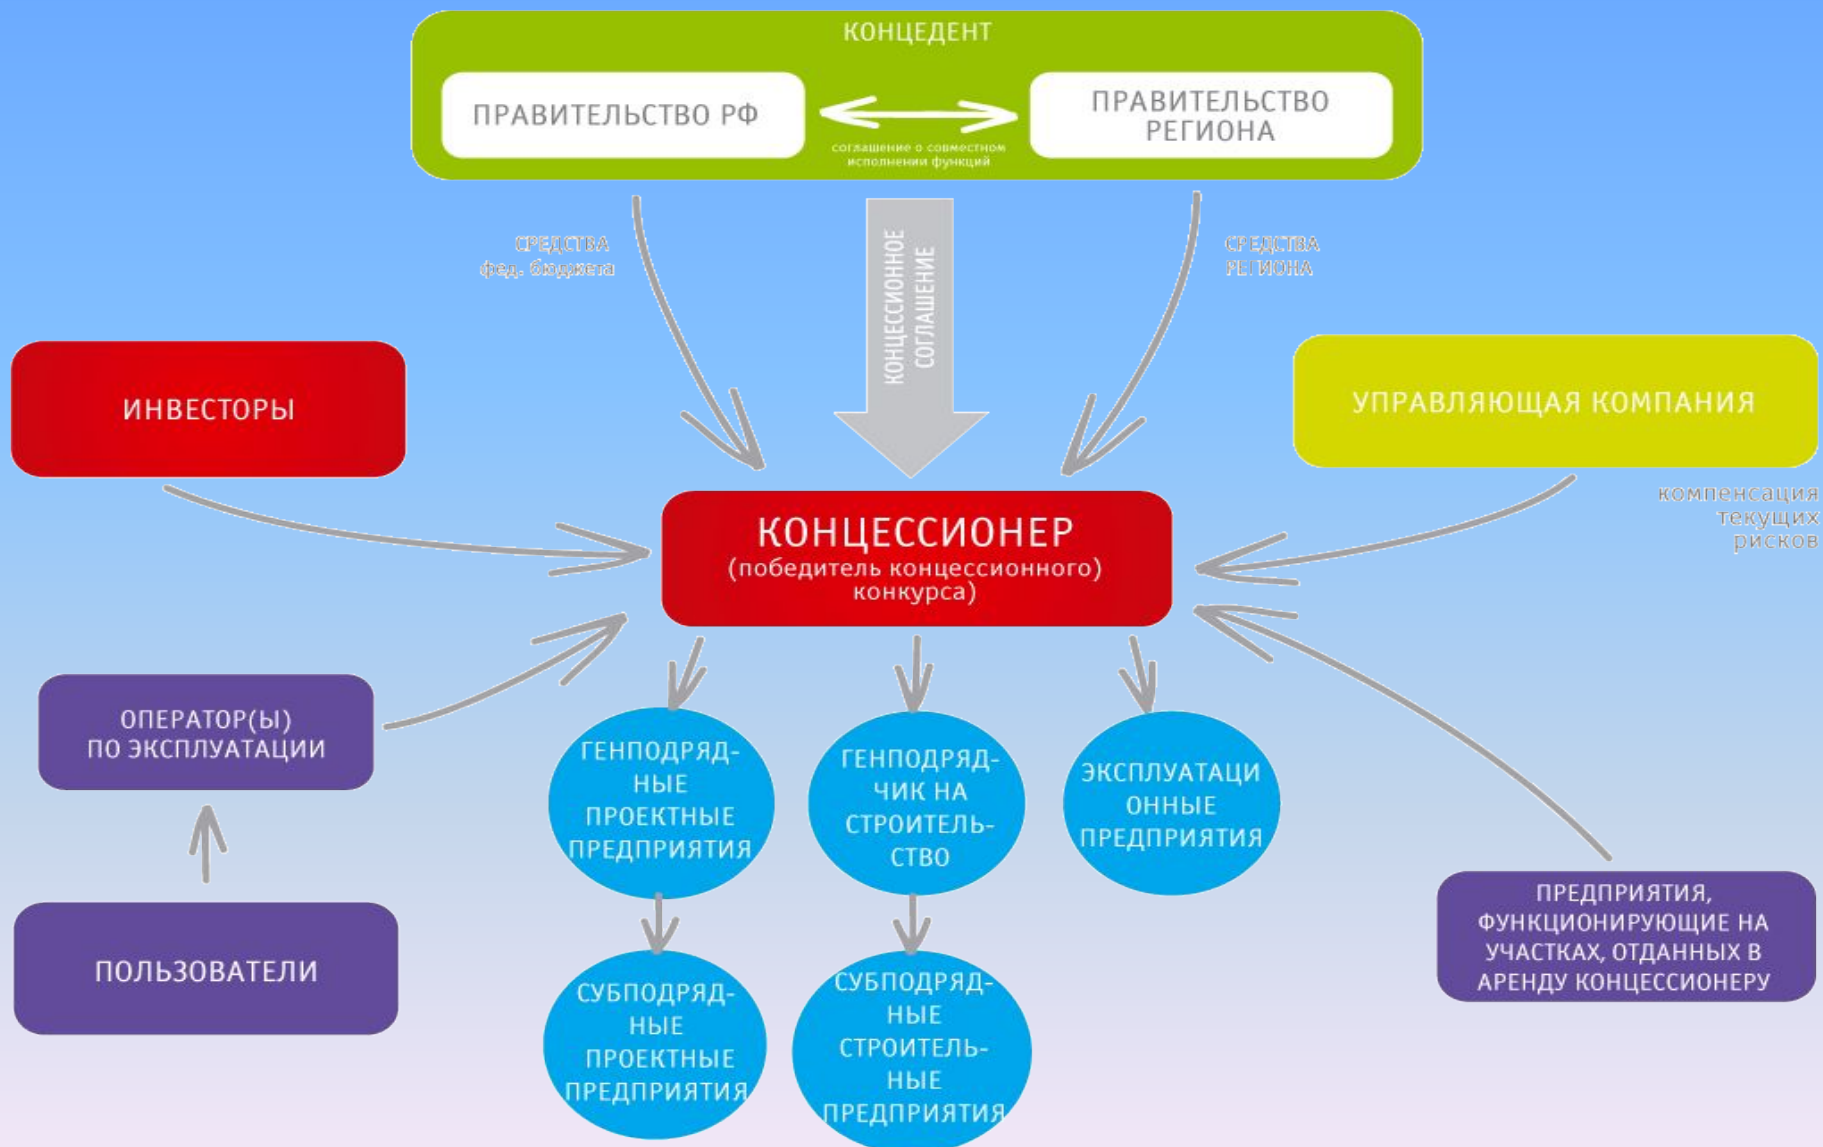 КОНЦЕДЕНТ
ПРАВИТЕЛЬСТВО РФ
соглашение о совместном
исполнении функций
ПРАВИТЕЛЬСТВО
РЕГИОНА
СРЕДСТВА
фед. бюджета
КОНЦЕССИОННОЕ
СОГЛАШЕНИЕ
СРЕДСТВА
РЕГИОНА
ИНВЕСТОРЫ
УПРАВЛЯЮЩАЯ КОМПАНИЯ
компенсация
текущих
рисков
КОНЦЕССИОНЕР
(победитель концессионного)
конкурса)
ОПЕРАТОР(Ы)
ПО ЭКСПЛУАТАЦИИ
ГЕНПОДРЯД-
НЫЕ
ПРОЕКТНЫЕ
ПРЕДПРИЯТИЯ
ГЕНПОДРЯД-
ЧИК НА
СТРОИТЕЛЬ-
СТВО
ЭКСПЛУАТАЦИ
ОННЫЕ
ПРЕДПРИЯТИЯ
ПОЛЬЗОВАТЕЛИ
СУБПОДРЯД-
НЫЕ
ПРОЕКТНЫЕ
ПРЕДПРИЯТИЯ
СУБПОДРЯД-
НЫЕ
СТРОИТЕЛЬ-
НЫЕ
ПРЕДПРИЯТИЯ
ПРЕДПРИЯТИЯ,
ФУНКЦИОНИРУЮЩИЕ НА
УЧАСТКАХ, ОТДАННЫХ В
АРЕНДУ КОНЦЕССИОНЕРУ